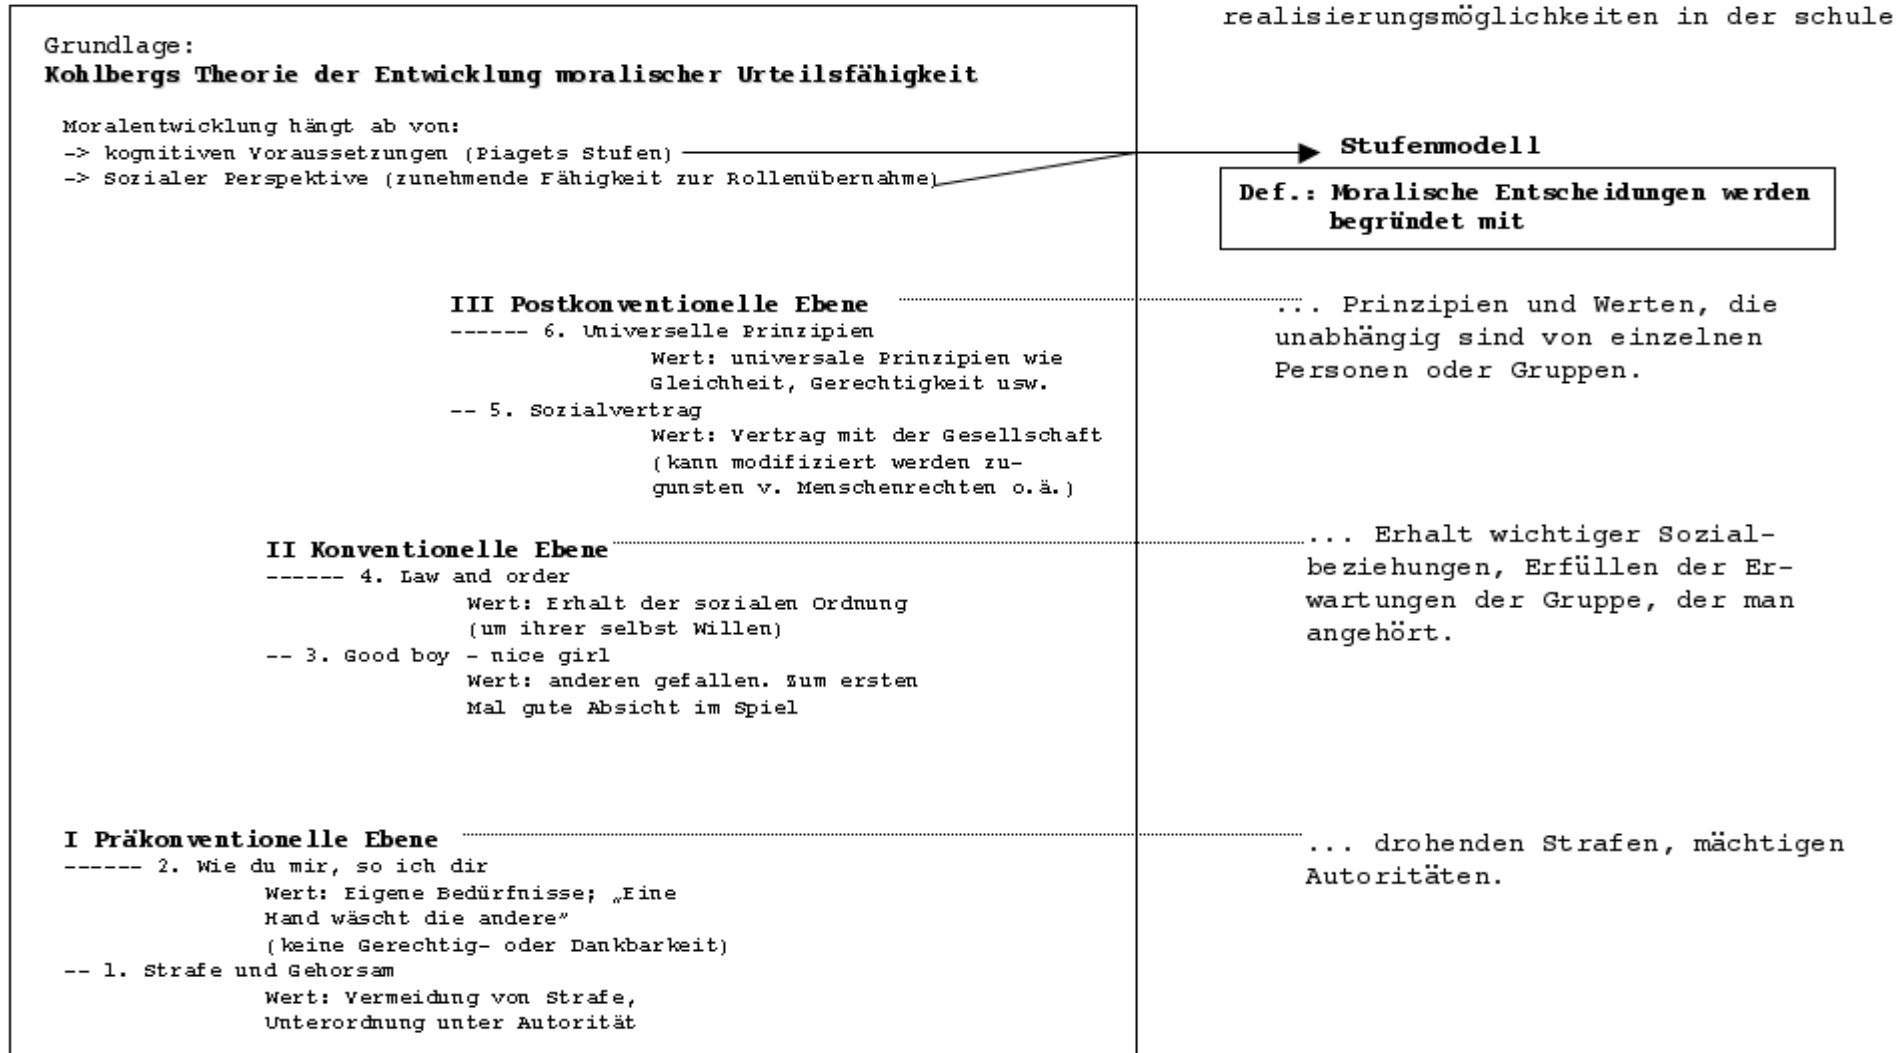 realisierungsmöglichkeiten in der schule
Grundlage:
Kohlbergs Theorie der Entwicklung moralischer Urteilsfähigkeit
Moralentwicklung hängt ab von:
-> kognitiven Voraussetzungen (Piagets Stufen)
-> Sozialer Perspektive (zunehmende Fähigkeit zur Rollenübernahme)
Stufenmodell
Def.: Moralische Entscheidungen werden
begründet mit
III Postkonventionelle Ebene
------ 6. Universelle Prinzipien
Wert: universale Prinzipien wie
Gleichheit, Gerechtigkeit usw.
-- 5. Sozialvertrag
Wert: Vertrag mit der Gesellschaft
(kann modifiziert werden zu-
gunsten v. Menschenrechten o.ä.)
... Prinzipien und Werten, die
unabhängig sind von einzelnen
Personen oder Gruppen.
II Konventionelle Ebene
------ 4. Law and order
Wert: Erhalt der sozialen Ordnung
(um ihrer selbst Willen)
-- 3. Good boy - nice girl
Wert: anderen gefallen. Zum ersten
Mal gute Absicht im Spiel
... Erhalt wichtiger Sozial-
beziehungen, Erfüllen der Er-
wartungen der Gruppe, der man
angehört.
I Präkonventionelle Ebene
------ 2. Wie du mir, so ich dir
Wert: Eigene Bedürfnisse; „Eine
Hand wäscht die andere"
(keine Gerechtig- oder Dankbarkeit)
-- 1. Strafe und Gehorsam
Wert: Vermeidung von Strafe,
Unterordnung unter Autorität
... drohenden Strafen, mächtigen
Autoritäten.